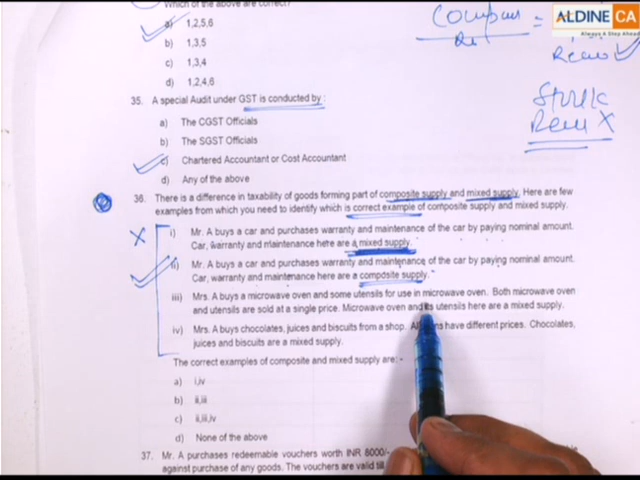 Which of the above are correct?
a) 1,2,5,6
b) 1,3,5
c) 1,3,4
d) 1,2,4,6
Compani =
ALDINE CA
Always A Step Ahead
Stock
Reeu X
35. A special Audit under GST is conducted by :
a) The CGST Officials
b) The SGST Officials
c) Chartered Accountant or Cost Accountant
d) Any of the above
36. There is a difference in taxability of goods forming part of composite supply and mixed supply. Here are few
examples from which you need to identify which is correct example of composite supply and mixed supply.
i) Mr. A buys a car and purchases warranty and maintenance of the car by paying nominal amount.
Car, warranty and maintenance here are a mixed supply.
ii) Mr. A buys a car and purchases warranty and maintenance of the car by paying nominal amount.
Car, warranty and maintenance here are a composite supply."
iii) Mrs. A buys a microwave oven and some utensils for use in microwave oven. Both microwave oven
and utensils are sold at a single price. Microwave oven and its utensils here are a mixed supply.
iv) Mrs. A buys chocolates, juices and biscuits from a shop. have different prices. Chocolates,
juices and biscuits are a mixed supply.
The correct examples of composite and mixed supply are: -
a) i,iv
b) ii,iii
c) ii,iii,iv
d) None of the above
37. Mr. A purchases redeemable vouchers worth INR 8000/-
against purchase of any goods. The vouchers are valid till